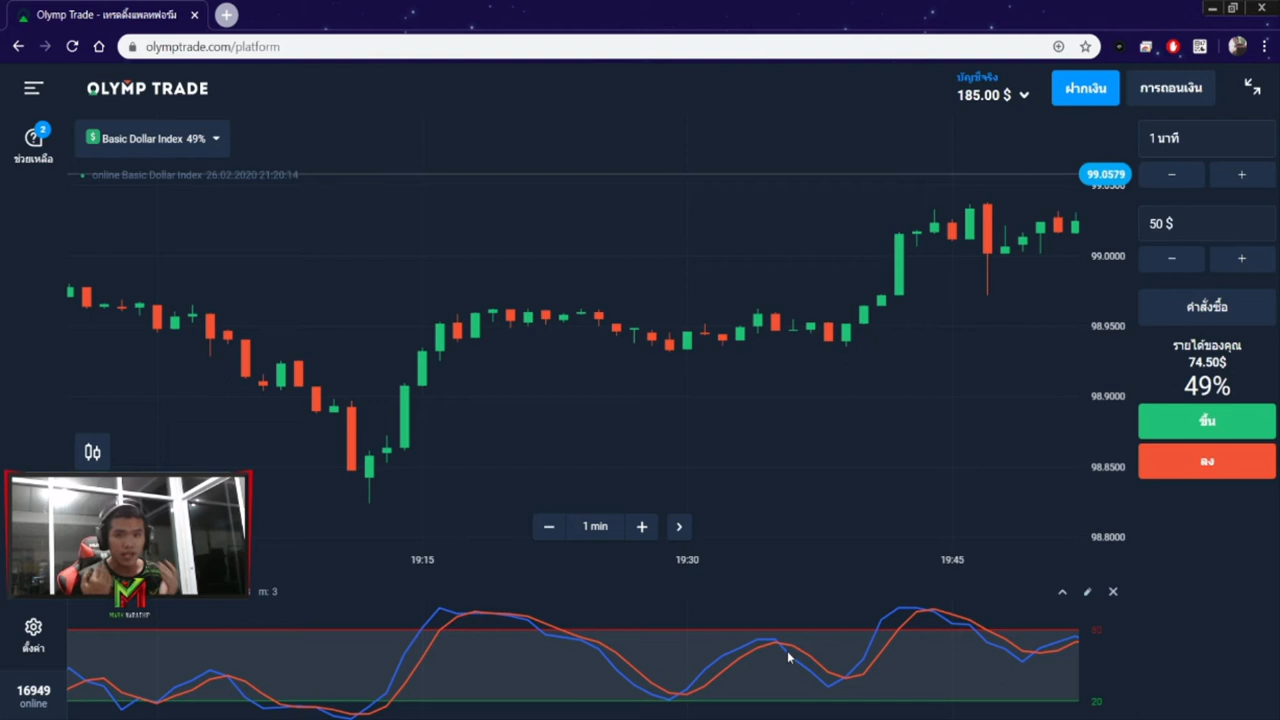 Olymp Trade - เทรดดิ้งแพลทฟอร์ม
olymptrade.com/platform
OLYMP TRADE
บัญชีจริง
185.00 $
ฝากเงิน
การถอนเงิน
2
ช่วยเหลือ
$ Basic Dollar Index 49%
online Basic Dollar Index 26.02.2020 21:20:14
99.0579
99.0500
99.0000
98.9500
98.9000
98.8500
98.8000
1 นาที
50 $
คำสั่งซื้อ
รายได้ของคุณ
74.50$
49%
ขึ้น
ลง
1 min
19:15
19:30
19:45
m: 3
80
20
ตั้งค่า
16949
online